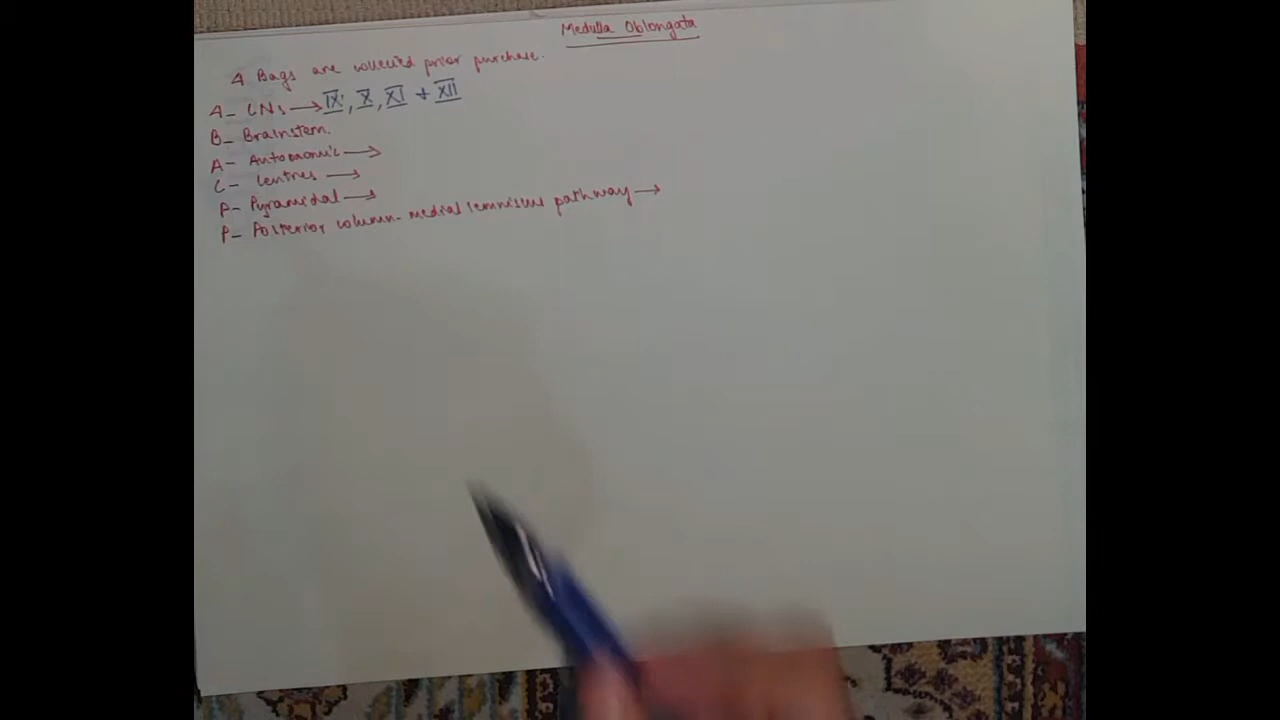 Medulla Oblongata
4 Bags are collected prior purchase.
4- CNs → IX, X, XI + XII
B- Brainstem.
A- Autonomic →
C- Centres →
P- Pyramidal →
P- Posterior column-medial lemniscus pathway →